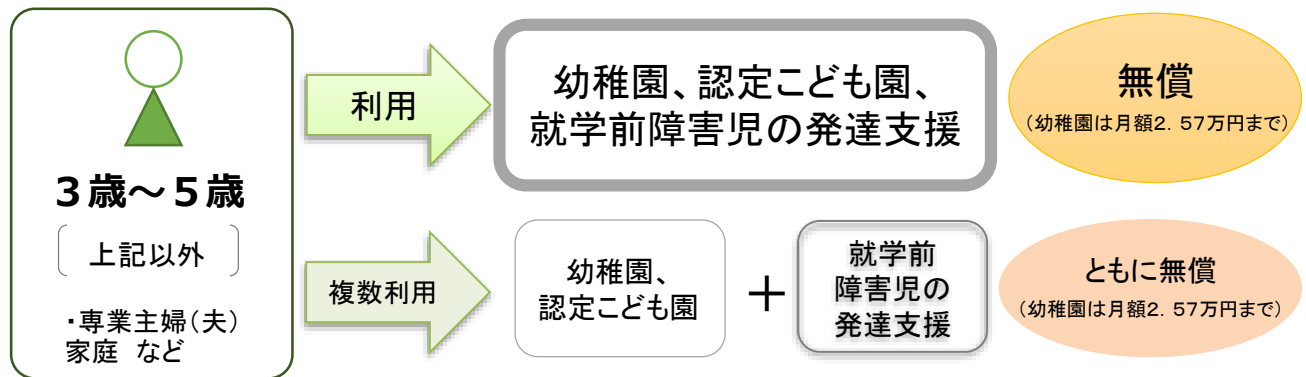 3歳～5歳
上記以外
・専業主婦(夫)
家庭 など
利用
幼稚園、認定こども園、
就学前障害児の発達支援
無償
(幼稚園は月額2．57万円まで)
複数利用
幼稚園、
認定こども園
＋
就学前
障害児の
発達支援
ともに無償
(幼稚園は月額2．57万円まで)